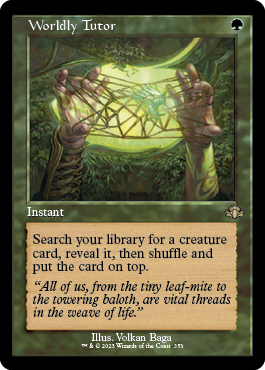 Worldly Tutor
Instant
Search your library for a creature
card, reveal it, then shuffle and
put the card on top.
“All of us, from the tiny leaf-mite to
the towering baloth, are vital threads
in the weave of life.”
Illus. Volkan Baga
™ & © 2023 Wizards of the Coast 353